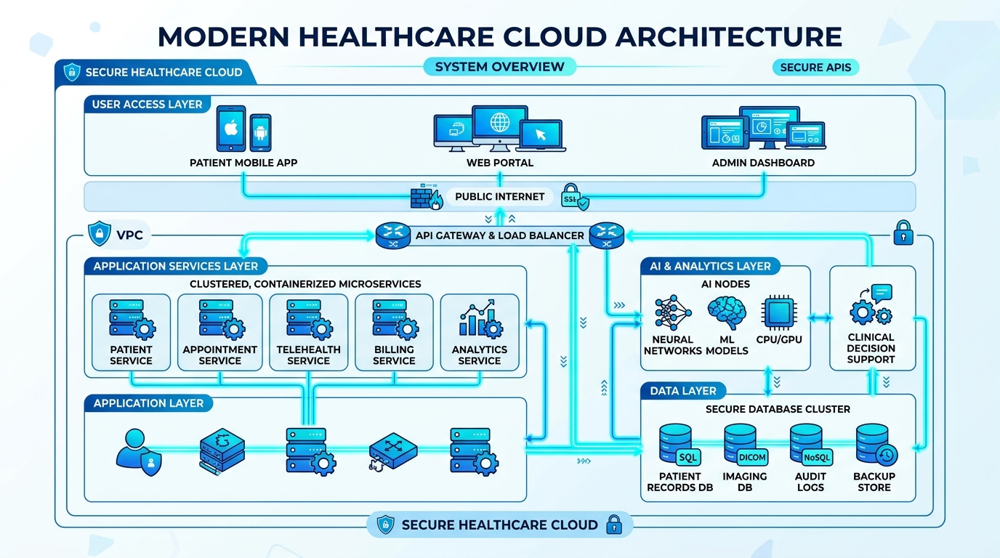 MODERN HEALTHCARE CLOUD ARCHITECTURE
SECURE HEALTHCARE CLOUD
SYSTEM OVERVIEW
SECURE APIS
USER ACCESS LAYER
PATIENT MOBILE APP
WEB PORTAL
ADMIN DASHBOARD
PUBLIC INTERNET
SSL
VPC
API GATEWAY & LOAD BALANCER
APPLICATION SERVICES LAYER
CLUSTERED, CONTAINERIZED MICROSERVICES
PATIENT
SERVICE
APPOINTMENT
SERVICE
TELEHEALTH
SERVICE
BILLING
SERVICE
ANALYTICS
SERVICE
AI & ANALYTICS LAYER
AI NODES
NEURAL
NETWORKS
ML
MODELS
CPU/GPU
CLINICAL
DECISION
SUPPORT
APPLICATION LAYER
DATA LAYER
SECURE DATABASE CLUSTER
SQL
DICOM
NoSQL
PATIENT
RECORDS DB
IMAGING
DB
AUDIT
LOGS
BACKUP
STORE
SECURE HEALTHCARE CLOUD